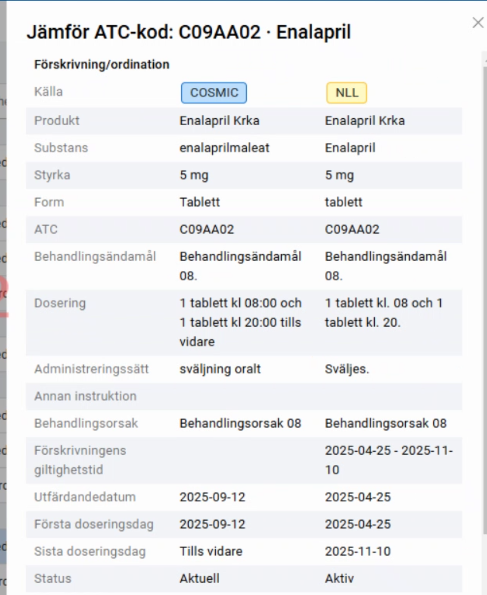 Jämför ATC-kod: C09AA02 · Enalapril
Förskrivning/ordination
Källa COSMIC NLL
Produkt Enalapril Krka Enalapril Krka
Substans enalaprilmaleat Enalapril
Styrka 5 mg 5 mg
Form Tablett tablett
ATC C09AA02 C09AA02
Behandlingsändamål Behandlingsändamål Behandlingsändamål
08. 08.
Dosering 1 tablett kl 08:00 och 1 tablett kl. 08 och 1
1 tablett kl 20:00 tills tablett kl. 20.
vidare
Administreringssätt sväljning oralt Sväljes.
Annan instruktion
Behandlingsorsak Behandlingsorsak 08 Behandlingsorsak 08
Förskrivningens 2025-04-25 - 2025-11-
giltighetstid 10
Utfärdandedatum 2025-09-12 2025-04-25
Första doseringsdag 2025-09-12 2025-04-25
Sista doseringsdag Tills vidare 2025-11-10
Status Aktuell Aktiv